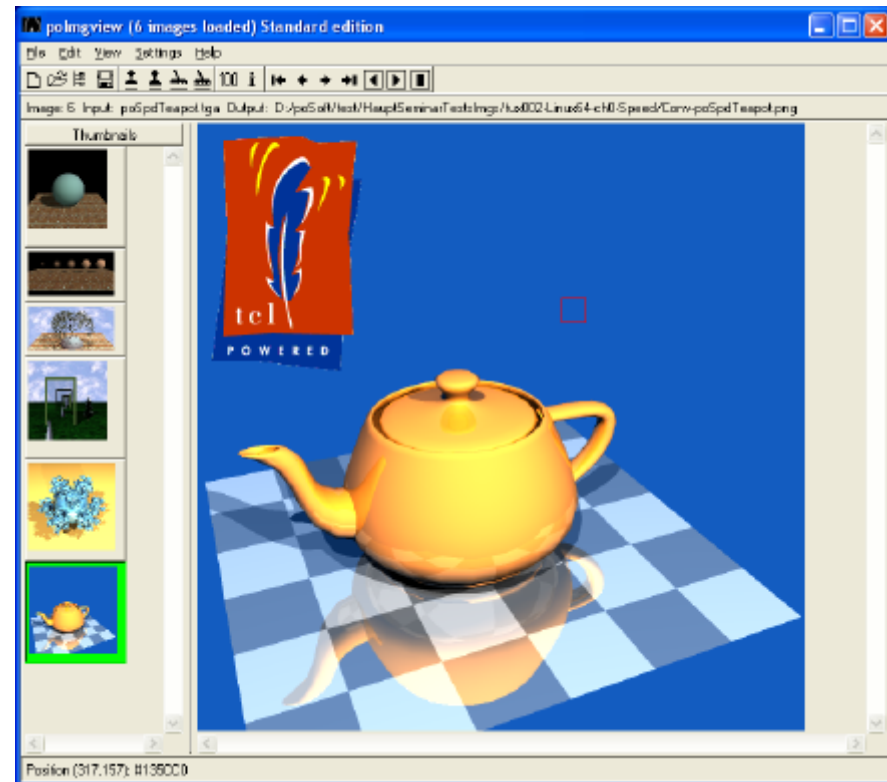 poImgview (6 images loaded) Standard edition
File Edit View Settings Help
100 i
Image: 6 Input: poSpdTeapot.tga Output: D:/poSoft/test/HauptSeminarTestsImgs/tux002-Linux64-ch0-Speed/Conv-poSpdTeapot.png
Thumbnails
tcl
POWERED
Position (317,157): #135CC0